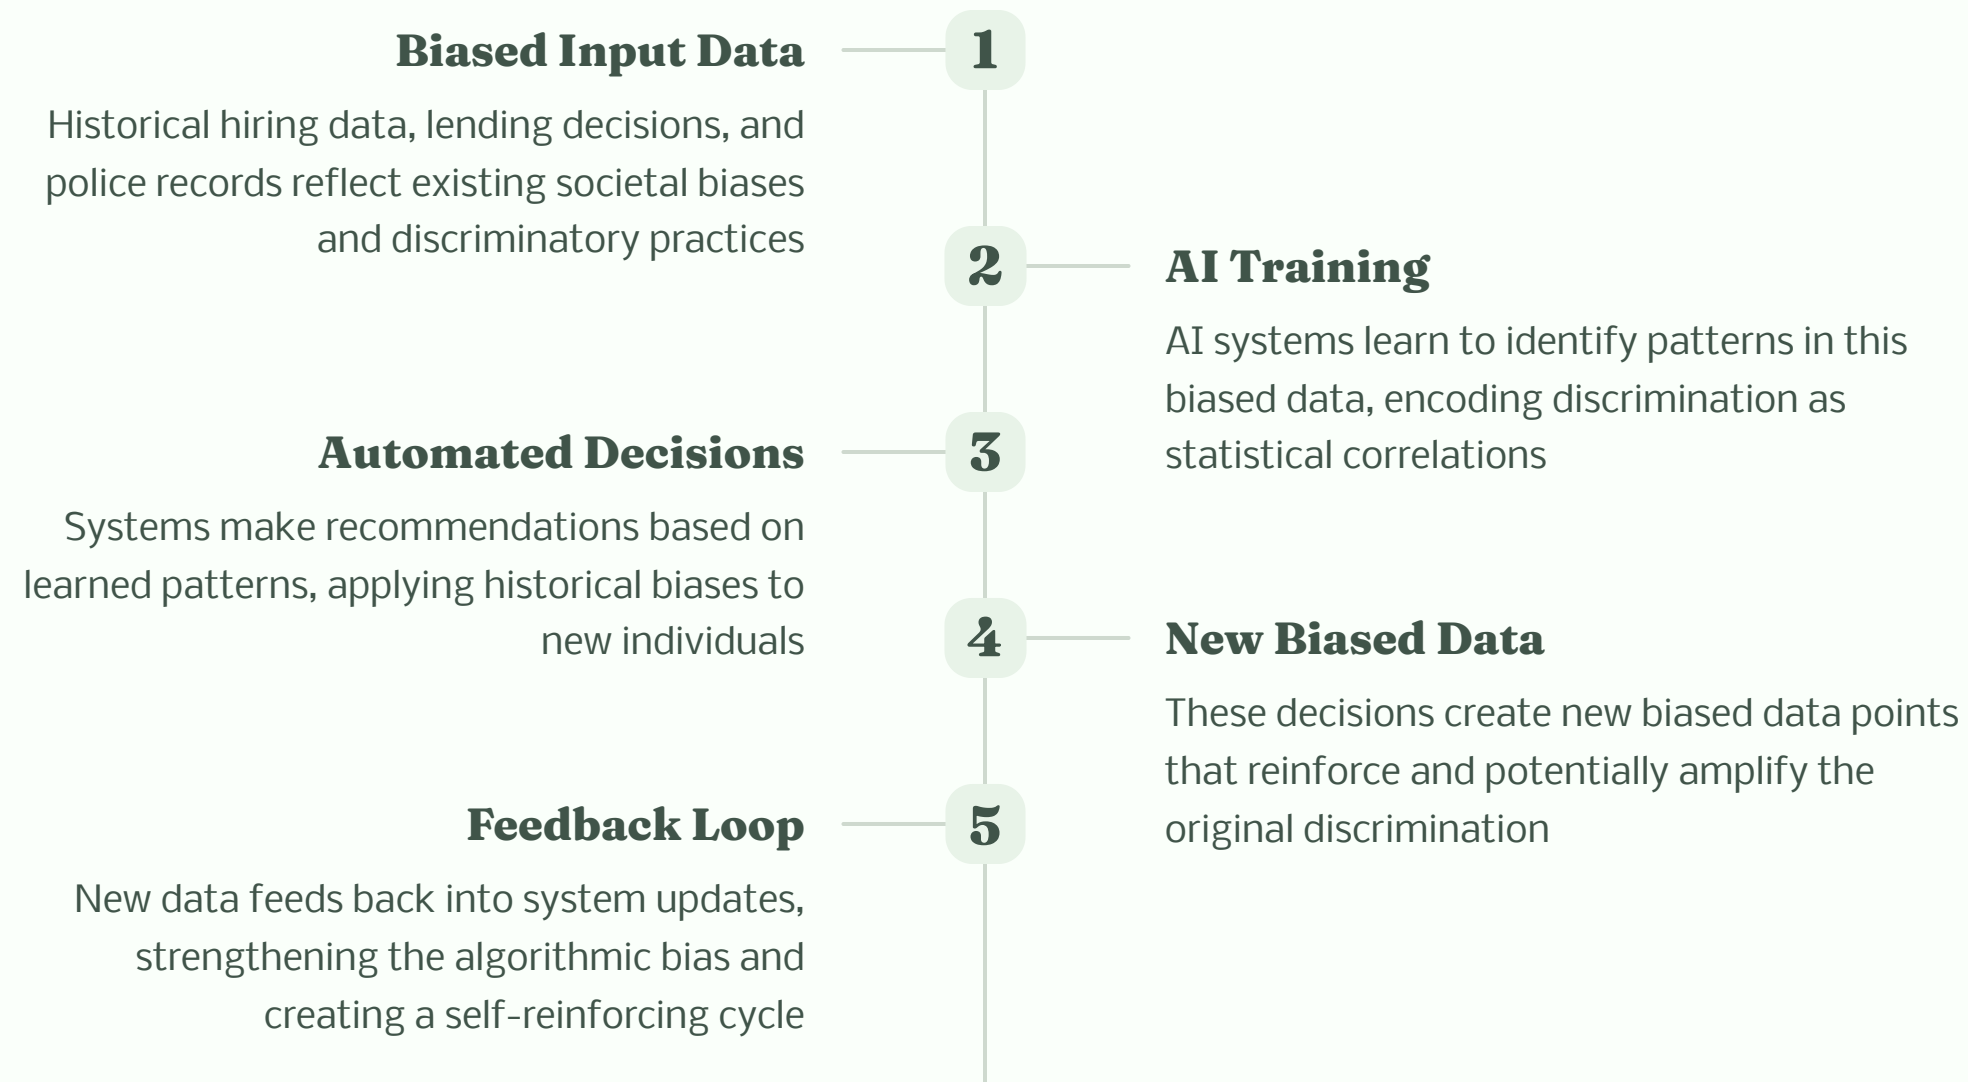 Biased Input Data
1
Historical hiring data, lending decisions, and
police records reflect existing societal biases
and discriminatory practices
2
AI Training
AI systems learn to identify patterns in this
biased data, encoding discrimination as
statistical correlations
Automated Decisions
3
Systems make recommendations based on
learned patterns, applying historical biases to
new individuals
4
New Biased Data
These decisions create new biased data points
that reinforce and potentially amplify the
original discrimination
Feedback Loop
5
New data feeds back into system updates,
strengthening the algorithmic bias and
creating a self-reinforcing cycle